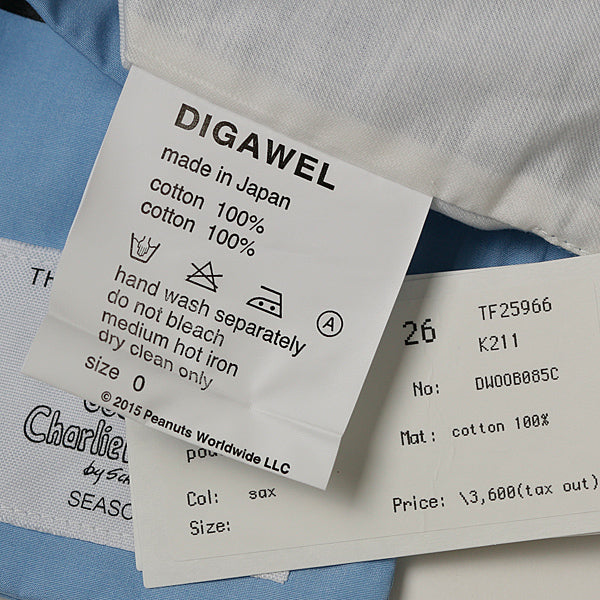 DIGAWEL
made in Japan
cotton 100%
cotton 100%
A
hand wash separately
do not bleach
medium hot iron
dry clean only
size 0
© 2015 Peanuts Worldwide LLC
26
TF25966
K211
No: DWOOB085C
Mat: cotton 100%
Col: sax
Price: \3,600(tax out)
Size:
Charlie
by